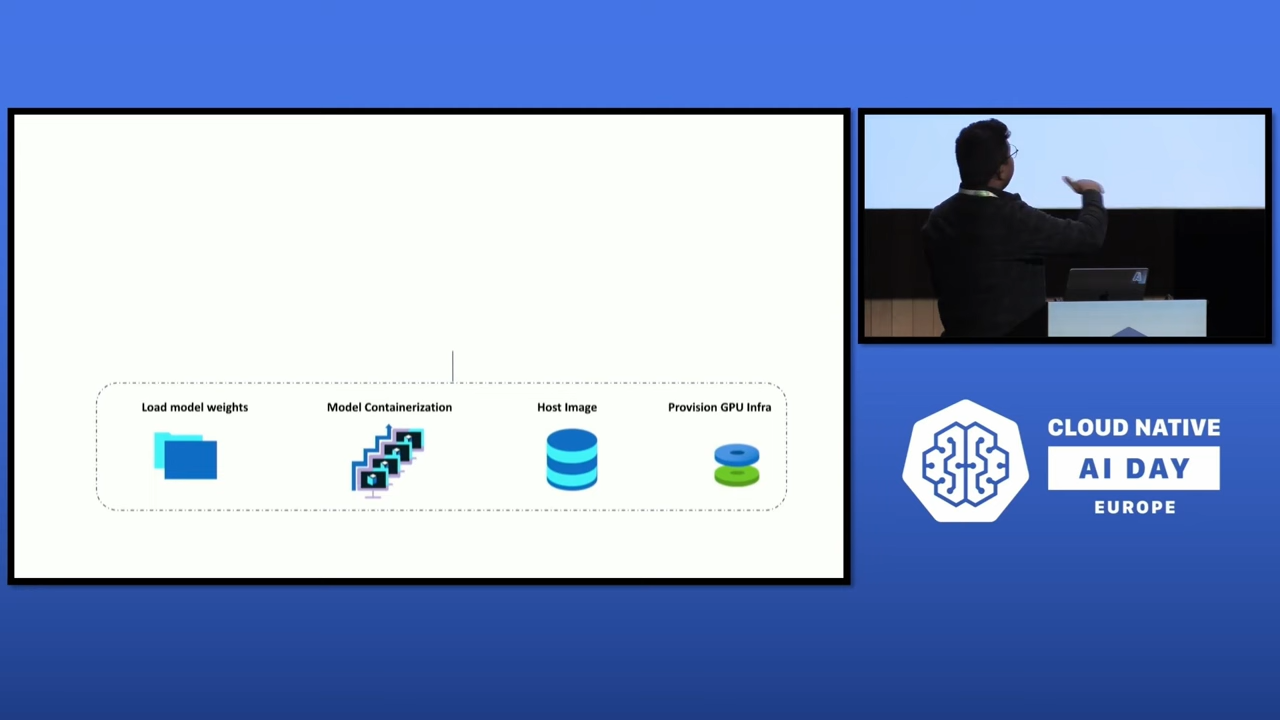 Load model weights
Model Containerization
Host Image
Provision GPU Infra
CLOUD NATIVE
AI DAY
EUROPE